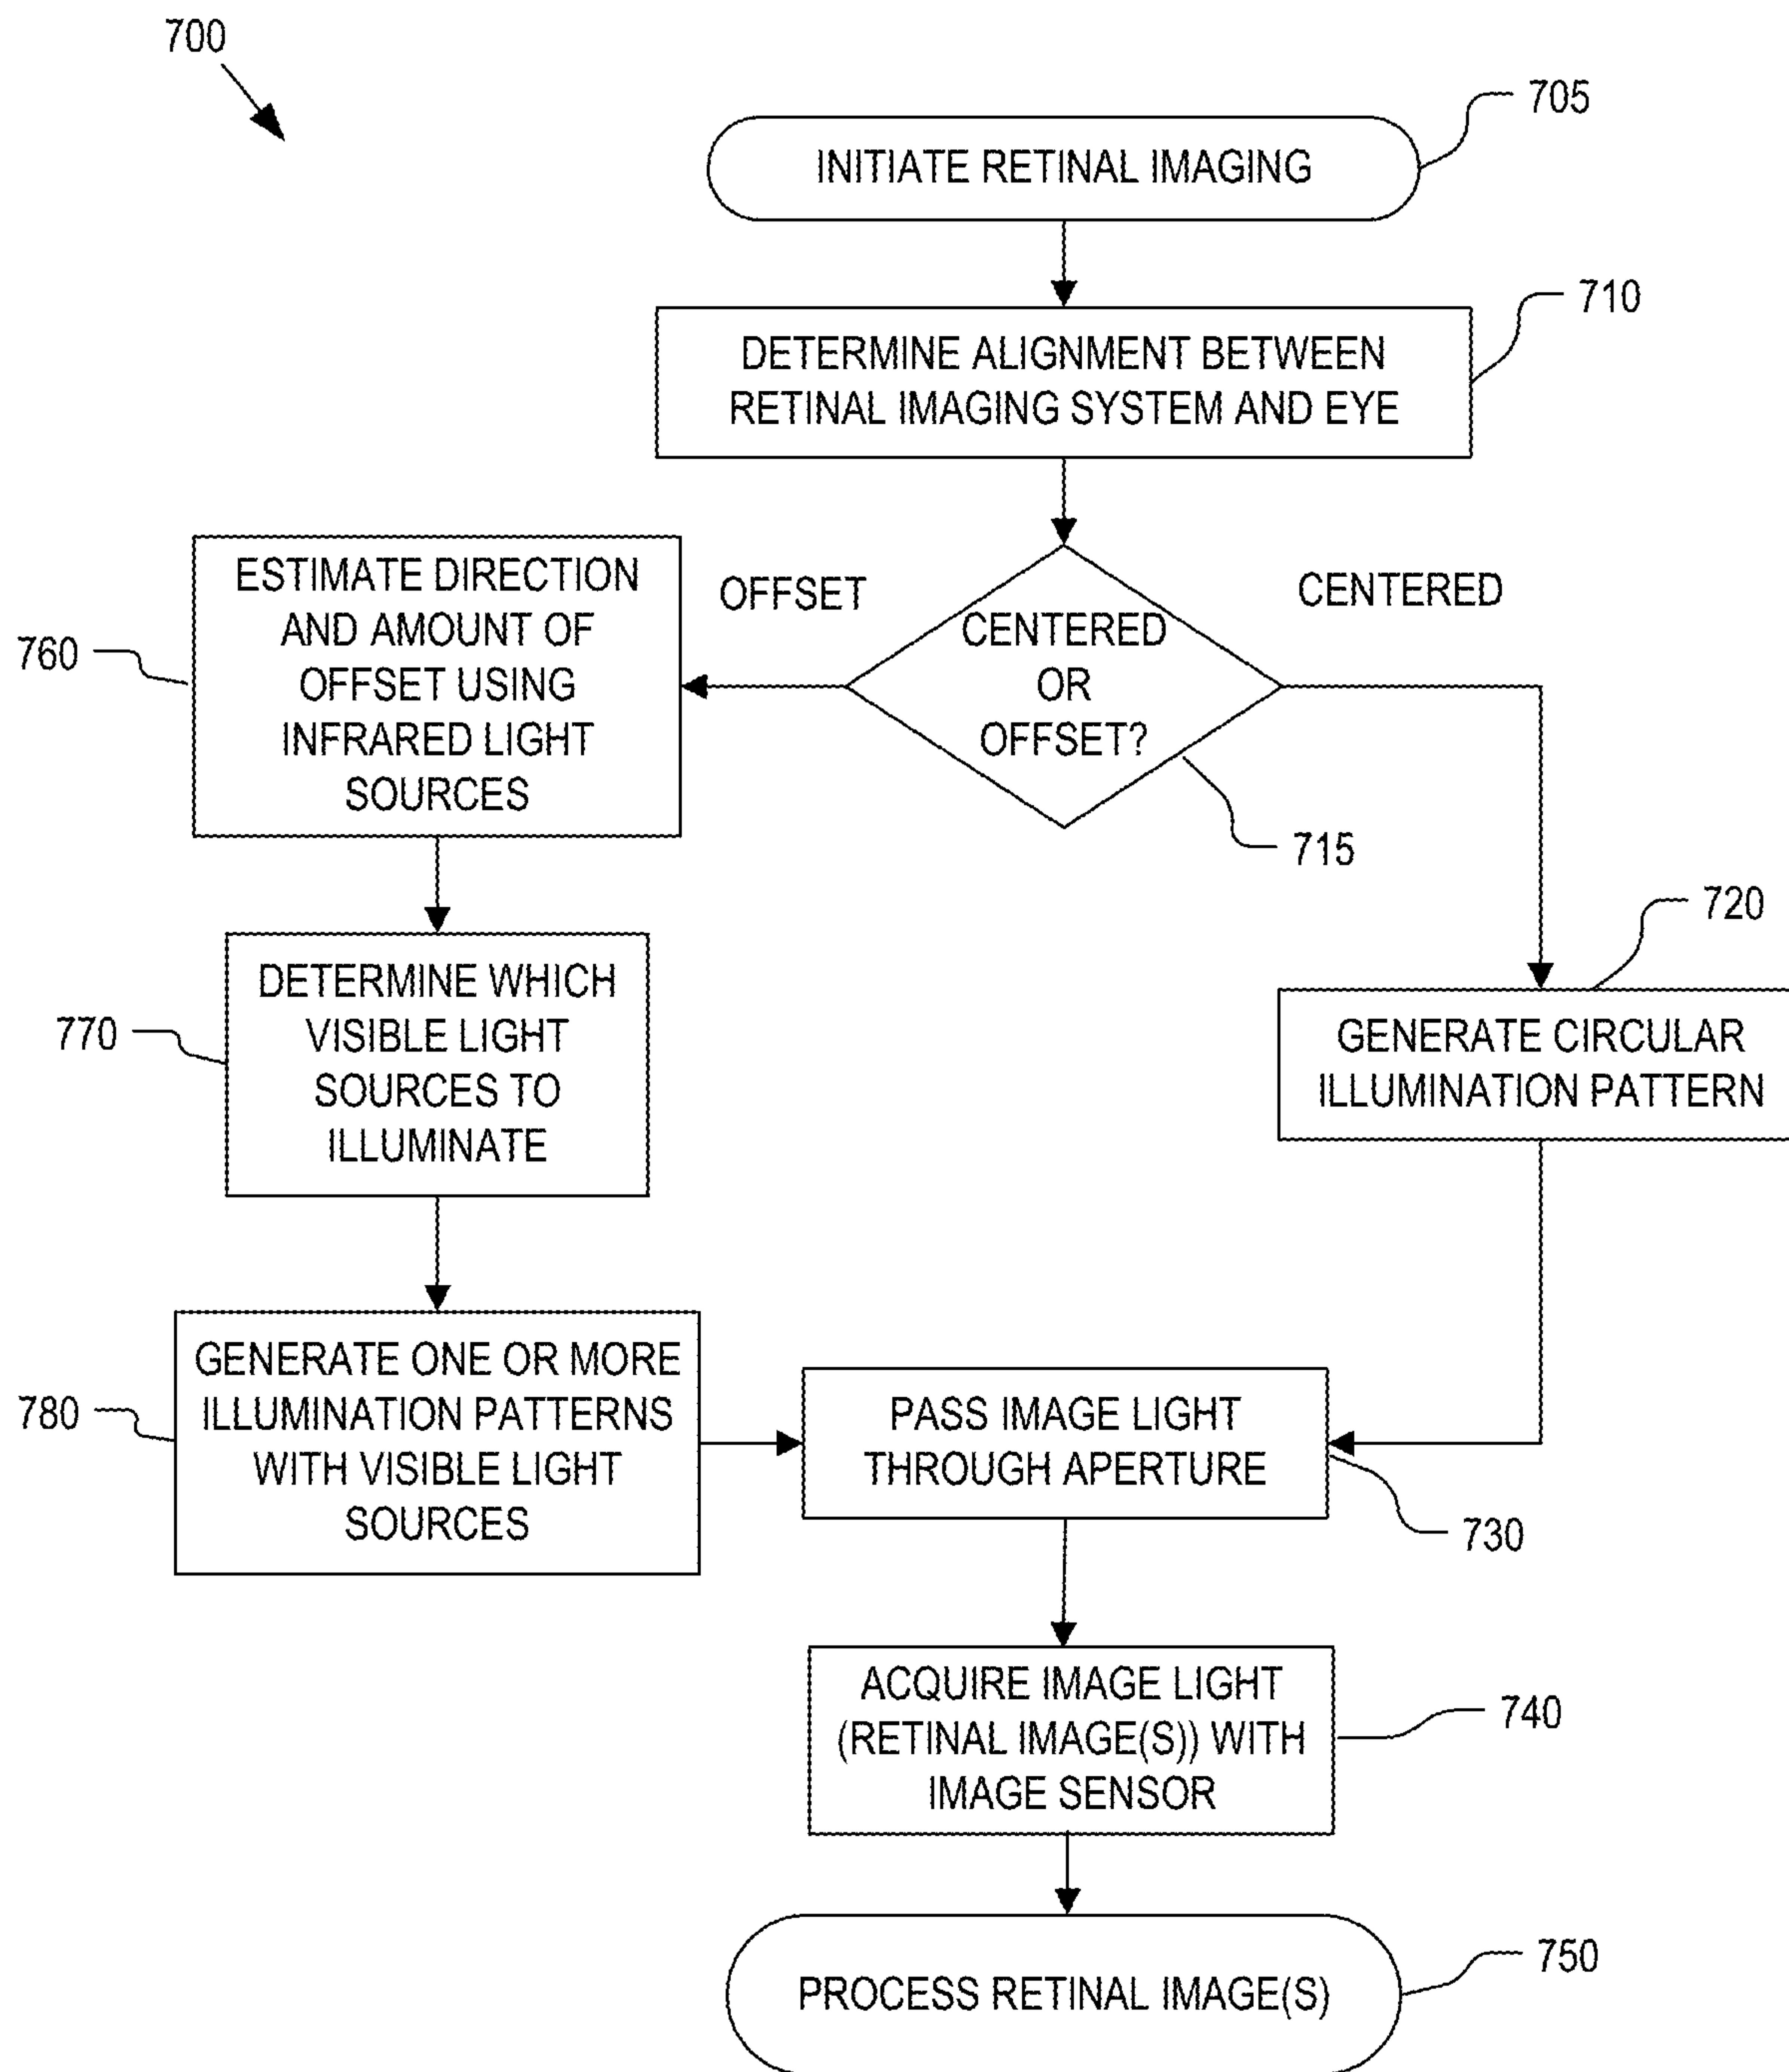 700
705
INITIATE RETINAL IMAGING
710
DETERMINE ALIGNMENT BETWEEN
RETINAL IMAGING SYSTEM AND EYE
OFFSET
CENTERED
CENTERED
OR
OFFSET?
715
760
ESTIMATE DIRECTION
AND AMOUNT OF
OFFSET USING
INFRARED LIGHT
SOURCES
720
GENERATE CIRCULAR
ILLUMINATION PATTERN
770
DETERMINE WHICH
VISIBLE LIGHT
SOURCES TO
ILLUMINATE
780
GENERATE ONE OR MORE
ILLUMINATION PATTERNS
WITH VISIBLE LIGHT
SOURCES
PASS IMAGE LIGHT
THROUGH APERTURE
730
ACQUIRE IMAGE LIGHT
(RETINAL IMAGE(S)) WITH
IMAGE SENSOR
740
750
PROCESS RETINAL IMAGE(S)